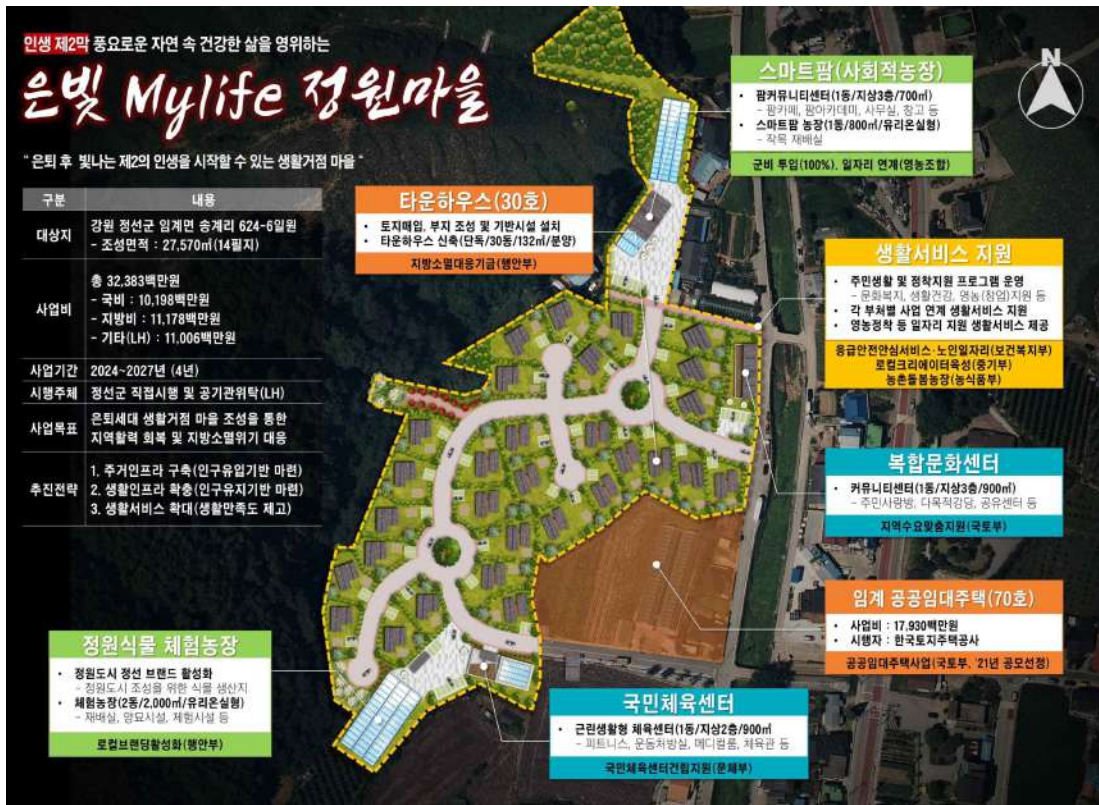 인생 제2막 풍요로운 자연 속 건강한 삶을 영위하는
은빛 Mylife 정원마을
" 은퇴 후 빛나는 제2의 인생을 시작할 수 있는 생활거점 마을 "
구분 내용
대상지
강원 정선군 임계면 송계리 624-6일원
- 조성면적 : 27,570㎡(14필지)
사업비
총 32,383백만원
- 국비 : 10,198백만원
- 지방비 : 11,178백만원
- 기타(LH) : 11,006백만원
사업기간 2024~2027년 (4년)
시행주체 정선군 직접시행 및 공기관위탁(LH)
사업목표
은퇴세대 생활거점 마을 조성을 통한
지역활력 회복 및 지방소멸위기 대응
추진전략
1. 주거인프라 구축(인구유입기반 마련)
2. 생활인프라 확충(인구유지기반 마련)
3. 생활서비스 확대(생활만족도 제고)
N
스마트팜(사회적농장)
• 팜커뮤니티센터(1동/지상3층/700㎡)
- 팜카페, 팜아카데미, 사무실, 창고 등
• 스마트팜 농장(1동/800㎡/유리온실형)
- 작목 재배실
군비 투입(100%), 일자리 연계(영농조합)
타운하우스(30호)
• 토지매입, 부지 조성 및 기반시설 설치
• 타운하우스 신축(단독/30동/132㎡/분양)
지방소멸대응기금(행안부)
생활서비스 지원
• 주민생활 및 정착지원 프로그램 운영
- 문화복지, 생활건강, 영농(창업)지원 등
• 각 부처별 사업 연계 생활서비스 지원
• 영농정착 등 일자리 지원 생활서비스 제공
응급안전안심서비스·노인일자리(보건복지부)
로컬크리에이터육성(중기부)
농촌돌봄농장(농식품부)
복합문화센터
• 커뮤니티센터(1동/지상3층/900㎡)
- 주민사랑방, 다목적강당, 공유센터 등
지역수요맞춤지원(국토부)
임계 공공임대주택(70호)
• 사업비 : 17,930백만원
• 시행자 : 한국토지주택공사
공공임대주택사업(국토부, '21년 공모선정)
정원식물 체험농장
• 정원도시 정선 브랜드 활성화
- 정원도시 조성을 위한 식물 생산지
• 체험농장(2동/2,000㎡/유리온실형)
- 재배실, 양묘시설, 체험시설 등
로컬브랜딩활성화(행안부)
국민체육센터
• 근린생활형 체육센터(1동/지상2층/900㎡
- 피트니스, 운동처방실, 메디컬룸, 체육관 등
국민체육센터건립지원(문체부)